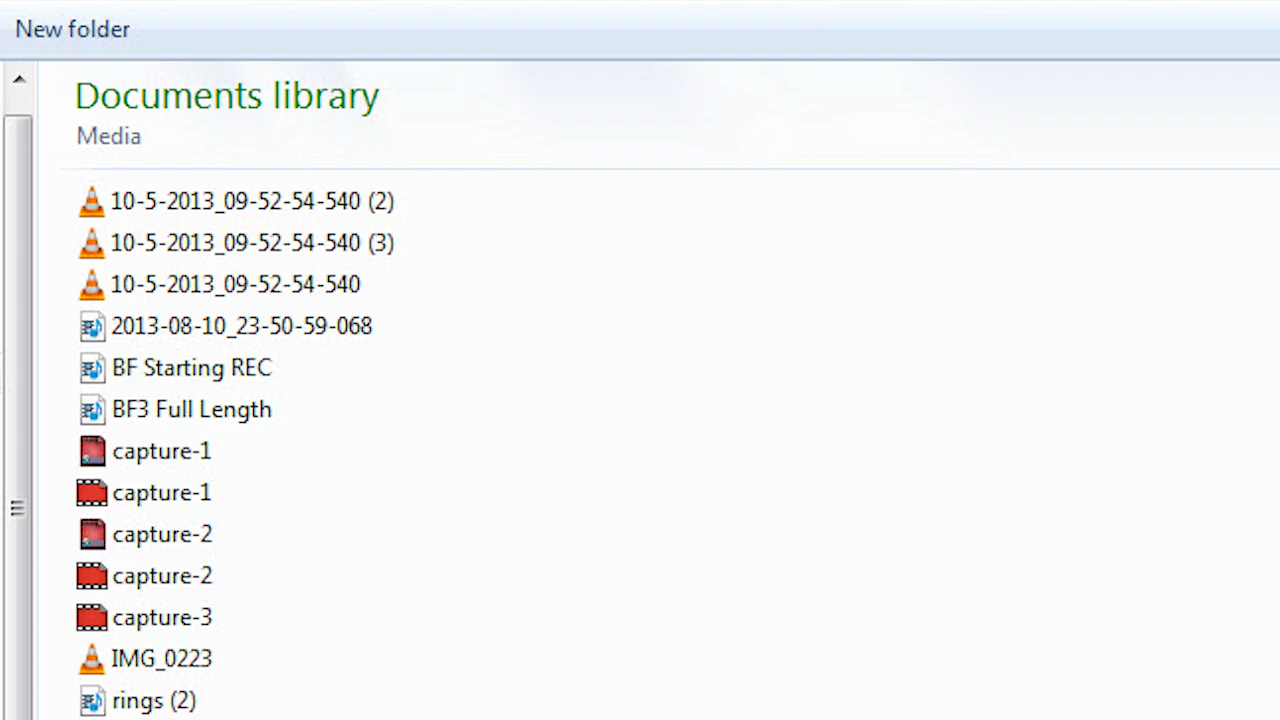 New folder
Documents library
Media
10-5-2013_09-52-54-540 (2)
10-5-2013_09-52-54-540 (3)
10-5-2013_09-52-54-540
2013-08-10_23-50-59-068
BF Starting REC
BF3 Full Length
capture-1
capture-1
capture-2
capture-2
capture-3
IMG_0223
rings (2)